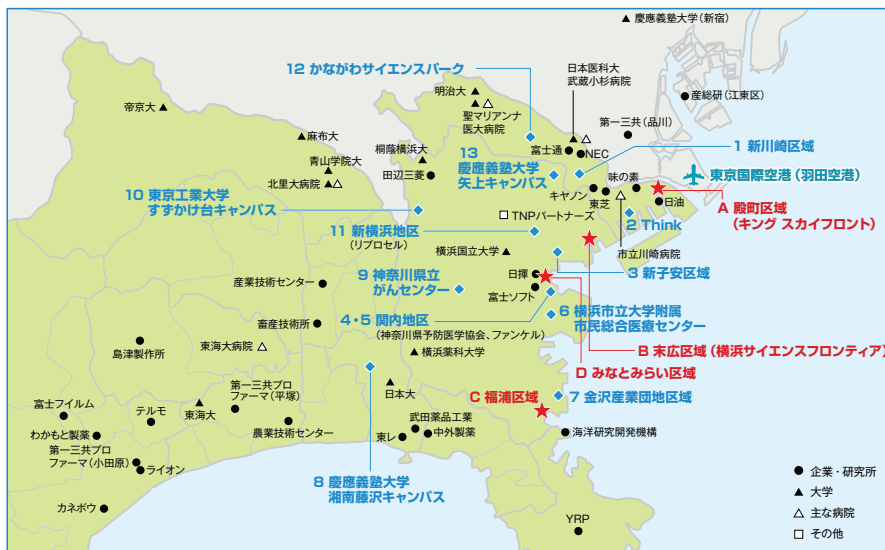 慶應義塾大学(新宿)
12 かながわサイエンスパーク
日本医科大
武蔵小杉病院
産総研(江東区)
明治大
聖マリアンナ
医大病院
第一三共(品川)
帝京大
麻布大
富士通
NEC
1 新川崎区域
桐蔭横浜大
13
慶應義塾大学
矢上キャンパス
青山学院大
田辺三菱
東京国際空港(羽田空港)
北里大病院
キヤノン
味の素
東芝
日油
A 殿町区域
(キング スカイフロント)
10 東京工業大学
すずかけ台キャンパス
TNPパートナーズ
2 Think
11 新横浜地区
(リプロセル)
横浜国立大学
市立川崎病院
3 新子安区域
9 神奈川県立
がんセンター
日揮
産業技術センター
富士ソフト
4・5 関内地区
(神奈川県予防医学協会、ファンケル)
6 横浜市立大学附属
市民総合医療センター
畜産技術所
東海大病院
横浜薬科大学
B 末広区域(横浜サイエンスフロンティア)
島津製作所
D みなとみらい区域
第一三共プロ
ファーマ(平塚)
日本大
C 福浦区域
7 金沢産業団地区域
富士フイルム
テルモ
東海大
武田薬品工業
わかもと製薬
農業技術センター
東レ
中外製薬
海洋研究開発機構
第一三共プロ
ファーマ(小田原)
ライオン
8 慶應義塾大学
湘南藤沢キャンパス
カネボウ
YRP
企業・研究所
大学
主な病院
その他